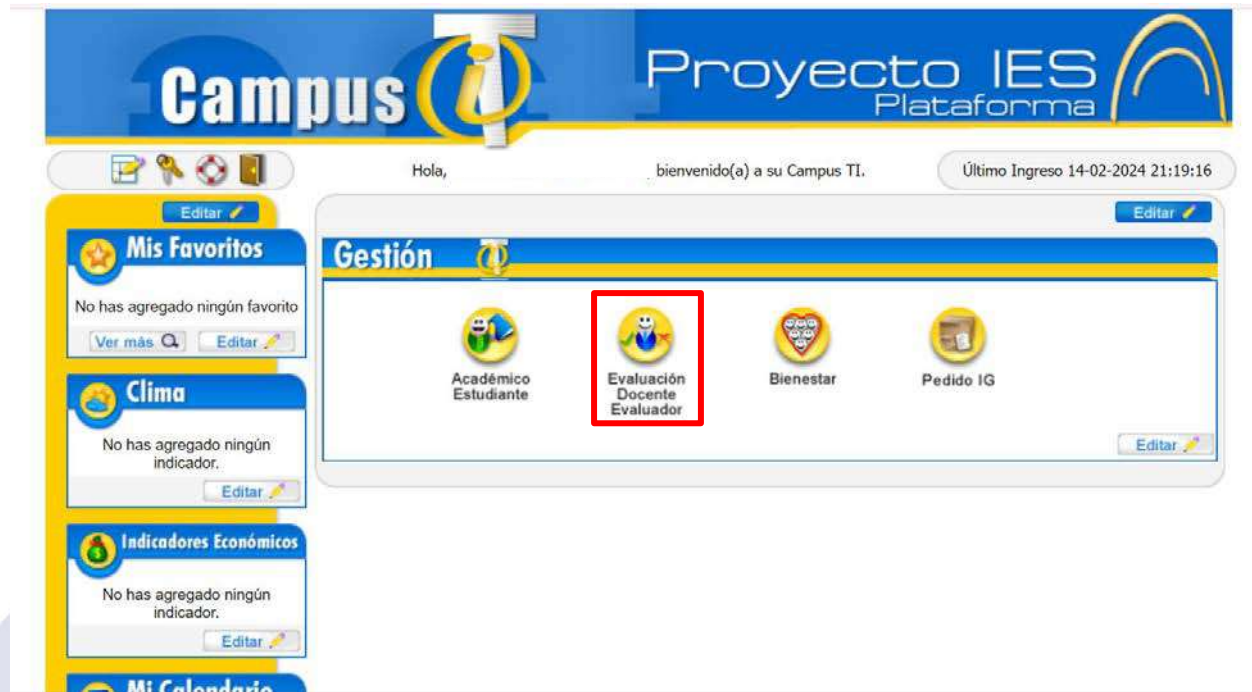 Campus TI
Proyecto IES
Plataforma
Hola, bienvenido(a) a su Campus TI.
Último Ingreso 14-02-2024 21:19:16
Editar
Mis Favoritos
No has agregado ningún favorito
Ver más
Editar
Clima
No has agregado ningún
indicador.
Editar
Indicadores Económicos
No has agregado ningún
indicador.
Editar
Mi Calendario
Editar
Gestión TI
Académico
Estudiante
Evaluación
Docente
Evaluador
Bienestar
Pedido IG
Editar